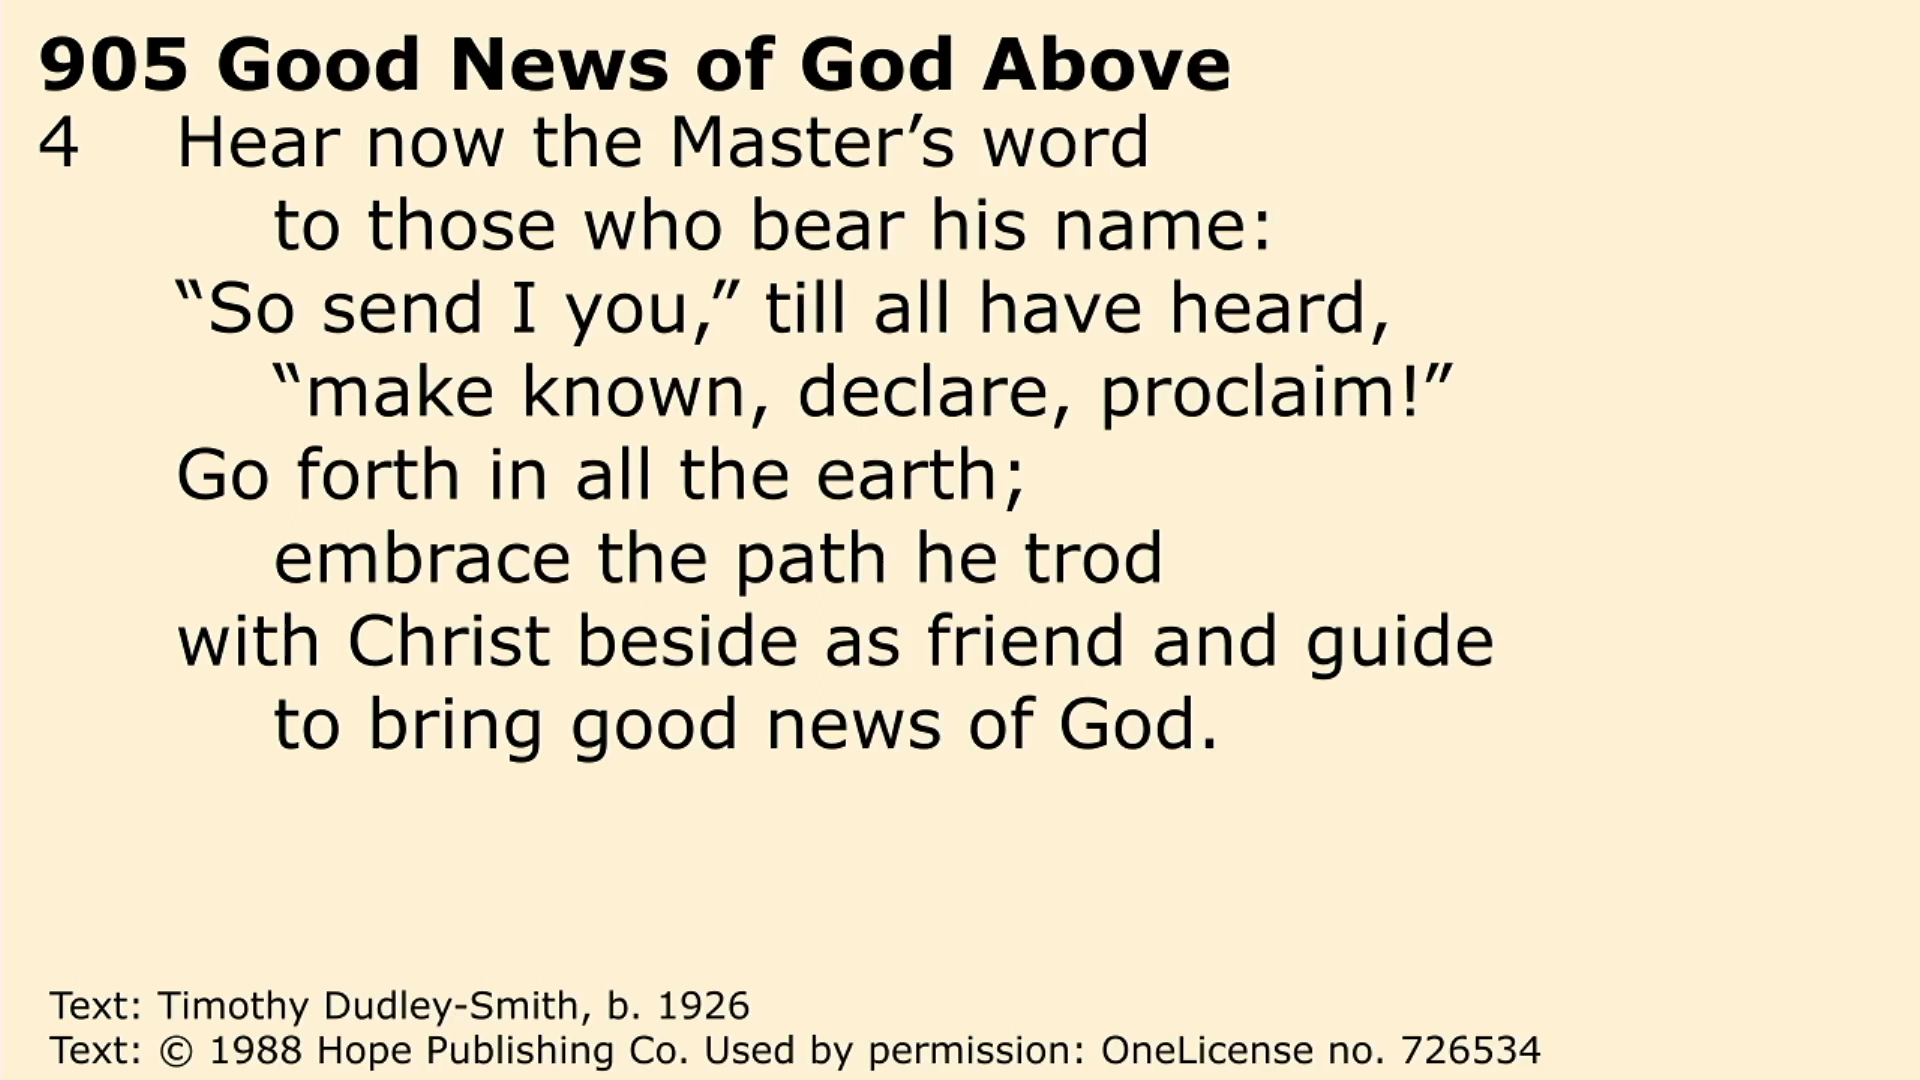 905 Good News of God Above
4 Hear now the Master’s word
to those who bear his name:
“So send I you,” till all have heard,
“make known, declare, proclaim!”
Go forth in all the earth;
embrace the path he trod
with Christ beside as friend and guide
to bring good news of God.
Text: Timothy Dudley-Smith, b. 1926
Text: © 1988 Hope Publishing Co. Used by permission: OneLicense no. 726534